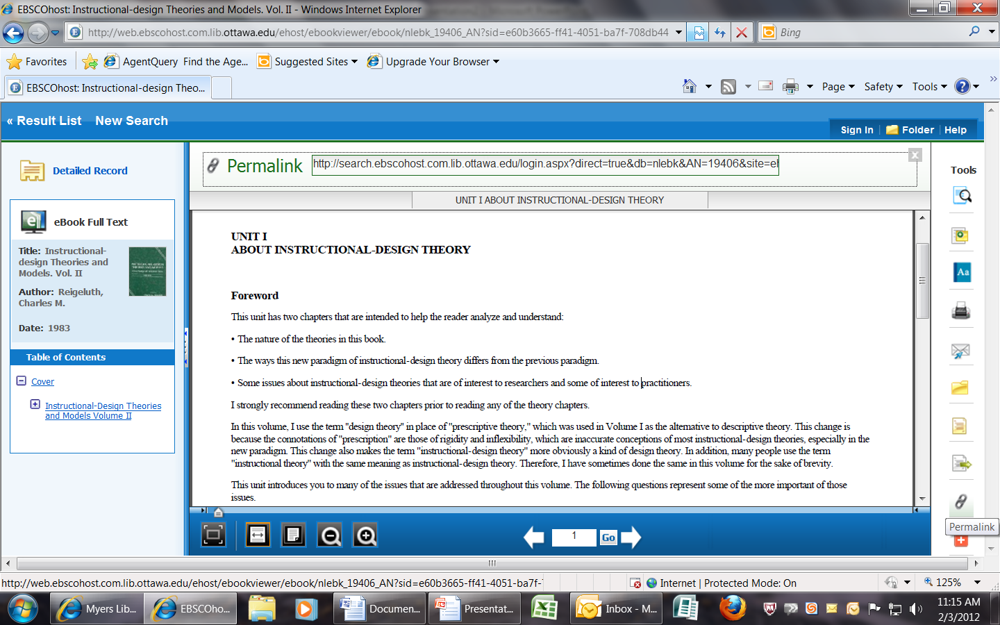 EBSCOhost: Instructional-design Theories and Models. Vol. II - Windows Internet Explorer
http://web.ebscohost.com.lib.ottawa.edu/ehost/ebookviewer/ebook/nlebk_19406_AN?sid=e60b3665-ff41-4051-ba7f-708db44
Bing
Favorites
AgentQuery Find the Age...
Suggested Sites
Upgrade Your Browser
EBSCOhost: Instructional-design Theo...
Page
Safety
Tools
« Result List
New Search
Sign In
Folder
Help
Detailed Record
eBook Full Text
Title: Instructional-
design Theories and
Models. Vol. II
Author: Reigeluth,
Charles M.
Date: 1983
Table of Contents
Cover
Instructional-Design Theories
and Models Volume II
Permalink
http://search.ebscohost.com.lib.ottawa.edu/login.aspx?direct=true&db=nlebk&AN=19406&site=eh
UNIT I ABOUT INSTRUCTIONAL-DESIGN THEORY
UNIT I
ABOUT INSTRUCTIONAL-DESIGN THEORY
Foreword
This unit has two chapters that are intended to help the reader analyze and understand:
• The nature of the theories in this book.
• The ways this new paradigm of instructional-design theory differs from the previous paradigm.
• Some issues about instructional-design theories that are of interest to researchers and some of interest to practitioners.
I strongly recommend reading these two chapters prior to reading any of the theory chapters.
In this volume, I use the term "design theory" in place of "prescriptive theory," which was used in Volume I as the alternative to descriptive theory. This change is
because the connotations of "prescription" are those of rigidity and inflexibility, which are inaccurate conceptions of most instructional-design theories, especially in the
new paradigm. This change also makes the term "instructional-design theory" more obviously a kind of design theory. In addition, many people use the term
"instructional theory" with the same meaning as instructional-design theory. Therefore, I have sometimes done the same in this volume for the sake of brevity.
This unit introduces you to many of the issues that are addressed throughout this volume. The following questions represent some of the more important of those
issues.
1
Go
Tools
Aa
Permalink
http://web.ebscohost.com.lib.ottawa.edu/ehost/ebookviewer/ebook/nlebk_19406_AN?sid=e60b3665-ff41-4051-ba7f-
Internet | Protected Mode: On
125%
Myers Lib...
EBSCOho...
Documen...
Presentat...
Inbox - M...
11:15 AM
2/3/2012